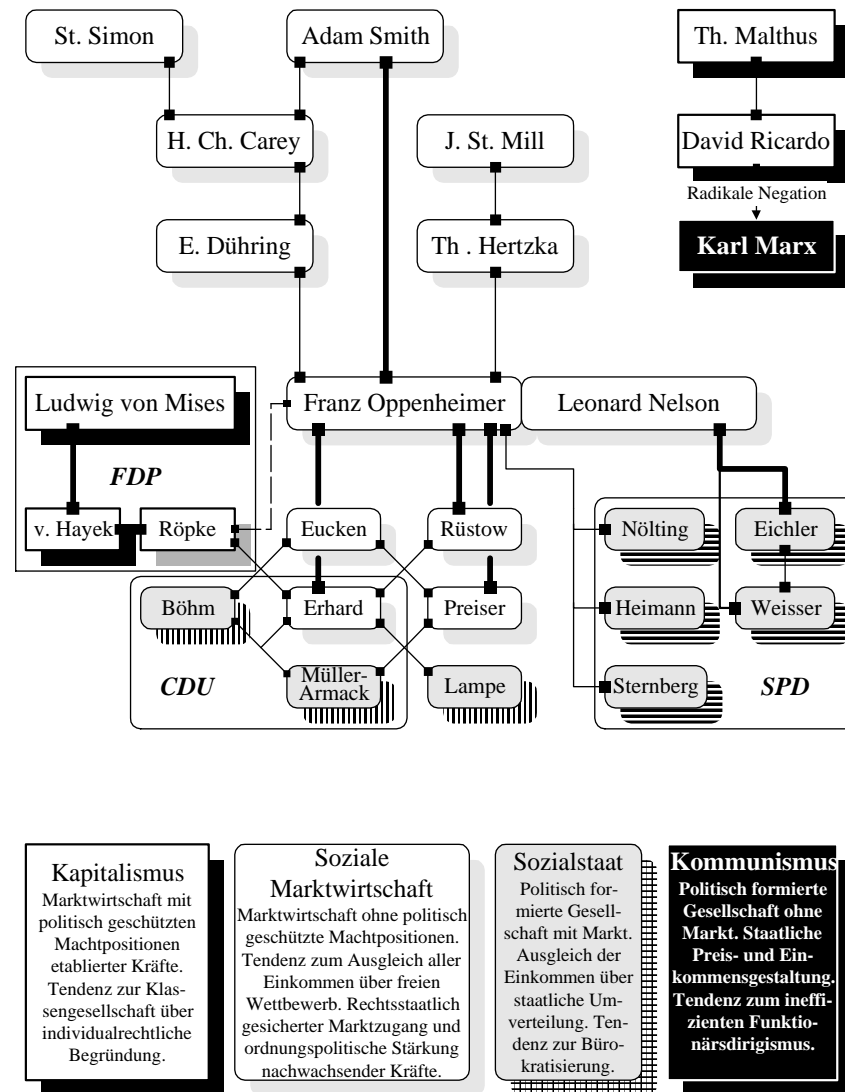 St. Simon
Adam Smith
Th. Malthus
H. Ch. Carey
J. St. Mill
David Ricardo
Radikale Negation
E. Dühring
Th . Hertzka
Karl Marx
Ludwig von Mises
Franz Oppenheimer
Leonard Nelson
FDP
v. Hayek
Röpke
Eucken
Rüstow
Nölting
Eichler
Böhm
Erhard
Preiser
Heimann
Weisser
CDU
Müller-
Armack
Lampe
Sternberg
SPD
Kapitalismus
Marktwirtschaft mit
politisch geschützten
Machtpositionen
etablierter Kräfte.
Tendenz zur Klas-
sengesellschaft über
individualrechtliche
Begründung.
Soziale
Marktwirtschaft
Marktwirtschaft ohne politisch
geschützte Machtpositionen.
Tendenz zum Ausgleich aller
Einkommen über freien
Wettbewerb. Rechtsstaatlich
gesicherter Marktzugang und
ordnungspolitische Stärkung
nachwachsender Kräfte.
Sozialstaat
Politisch for-
mierte Gesell-
schaft mit Markt.
Ausgleich der
Einkommen über
staatliche Um-
verteilung. Ten-
denz zur Büro-
kratisierung.
Kommunismus
Politisch formierte
Gesellschaft ohne
Markt. Staatliche
Preis- und Ein-
kommensgestaltung.
Tendenz zum ineffi-
zienten Funktio-
närsdirigismus.